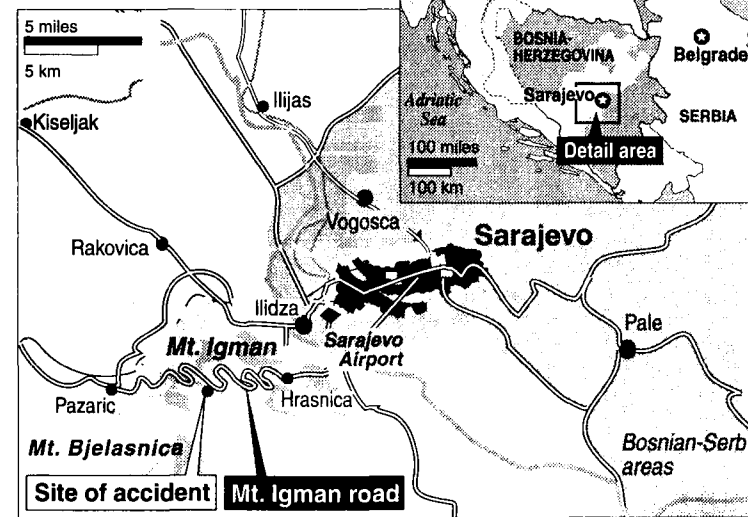 5 miles
5 km
BOSNIA-
HERZEGOVINA
Belgrade
Sarajevo
Adriatic
Sea
SERBIA
100 miles
100 km
Detail area
Ilijas
Kiseljak
Vogosca
Rakovica
Sarajevo
Ilidza
Sarajevo
Airport
Pale
Mt. Igman
Pazaric
Hrasnica
Mt. Bjelasnica
Bosnian-Serb
areas
Site of accident
Mt. Igman road